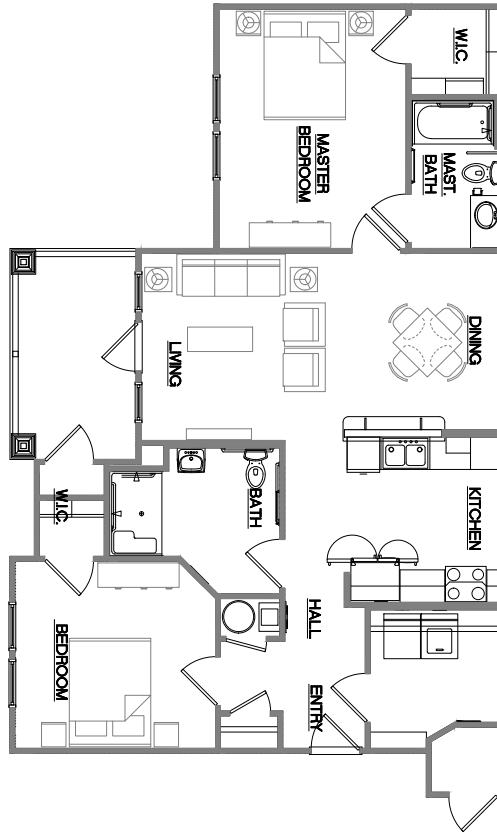 W.I.C.
MASTER
BEDROOM
MAST.
BATH
LIVING
DINING
W.I.C.
BATH
KITCHEN
BEDROOM
HALL
ENTRY